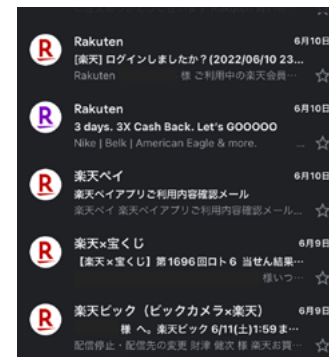 Rakuten 6月10日
[楽天] ログインしましたか？(2022/06/10 23...
Rakuten 様 ご利用中の楽天会員…
Rakuten 6月10日
3 days. 3X Cash Back. Let's GOOOOO
Nike | Belk | American Eagle & more. ...
楽天ペイ 6月10日
楽天ペイアプリご利用内容確認メール
楽天ペイ 楽天ペイアプリご利用内容確認メール...
楽天×宝くじ 6月9日
【楽天×宝くじ】第1696回ロト６ 当せん結果…
様いつ…
楽天ビック（ビックカメラ×楽天） 6月9日
様 へ。楽天ビック 6/11(土)1:59 ま…
配信停止・配信先の変更 財津 健次 様 楽天お買…